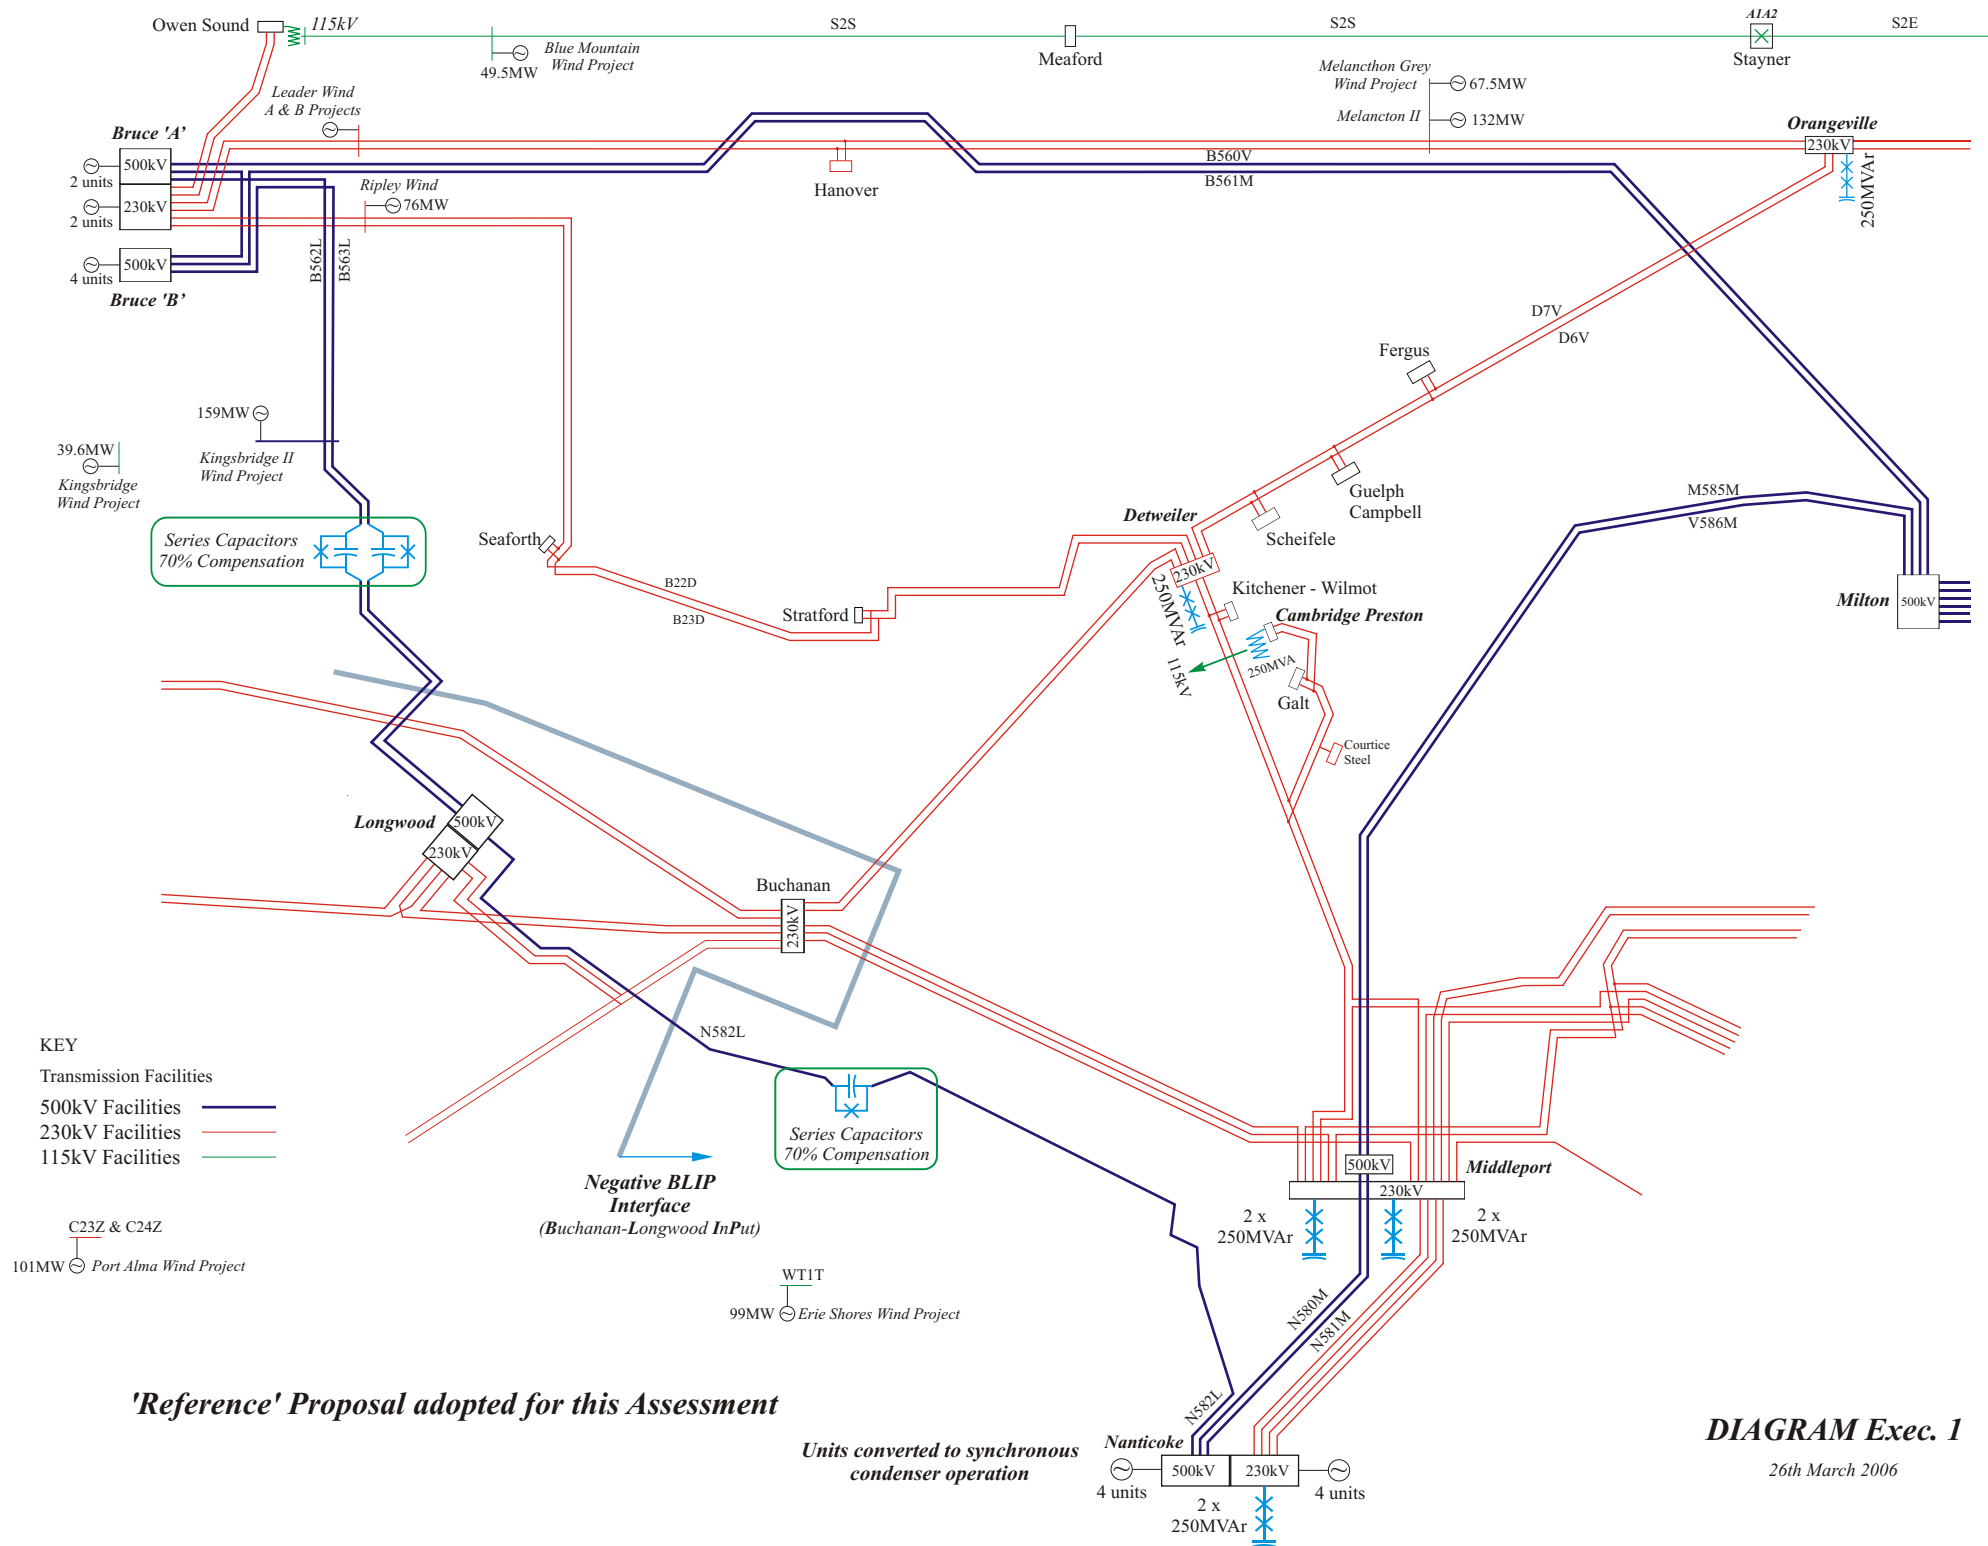 Owen Sound
115kV
S2S
S2S
A1A2
S2E
Blue Mountain
Wind Project
49.5MW
Meaford
Stayner
Melancthon Grey
Wind Project
67.5MW
Melancton II
132MW
Leader Wind
A & B Projects
Orangeville
230kV
250MVAr
Bruce 'A'
500kV
2 units
230kV
2 units
Bruce 'B'
500kV
4 units
Ripley Wind
76MW
Hanover
B560V
B561M
B562L
B563L
D7V
D6V
Fergus
Guelph
Campbell
Scheifele
Detweiler
230kV
250MVAr
Kitchener - Wilmot
Cambridge Preston
250MVA
115kV
Galt
Courtice
Steel
159MW
Kingsbridge II
Wind Project
39.6MW
Kingsbridge
Wind Project
Series Capacitors
70% Compensation
Seaforth
B22D
B23D
Stratford
M585M
V586M
Milton
500kV
Longwood
500kV
230kV
Buchanan
230kV
N582L
Series Capacitors
70% Compensation
Negative BLIP
Interface
(Buchanan-Longwood InPut)
KEY
Transmission Facilities
500kV Facilities
230kV Facilities
115kV Facilities
C23Z & C24Z
101MW
Port Alma Wind Project
WT1T
99MW
Erie Shores Wind Project
500kV
Middleport
230kV
2 x
250MVAr
2 x
250MVAr
N580M
N581M
N582L
'Reference' Proposal adopted for this Assessment
Units converted to synchronous
condenser operation
Nanticoke
500kV
230kV
4 units
4 units
2 x
250MVAr
DIAGRAM Exec. 1
26th March 2006